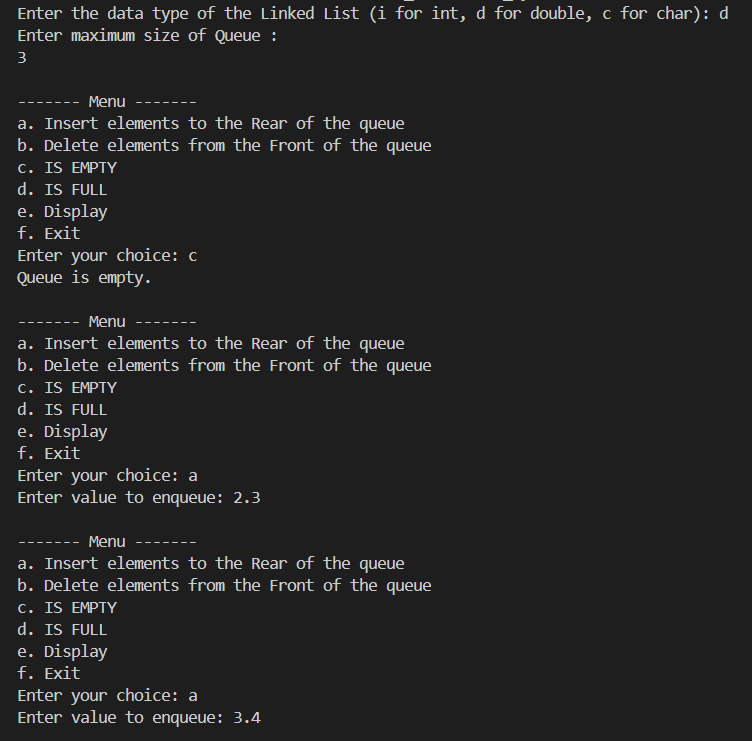 Enter the data type of the Linked List (i for int, d for double, c for char): d
Enter maximum size of Queue :
3
------- Menu -------
a. Insert elements to the Rear of the queue
b. Delete elements from the Front of the queue
c. IS EMPTY
d. IS FULL
e. Display
f. Exit
Enter your choice: c
Queue is empty.
------- Menu -------
a. Insert elements to the Rear of the queue
b. Delete elements from the Front of the queue
c. IS EMPTY
d. IS FULL
e. Display
f. Exit
Enter your choice: a
Enter value to enqueue: 2.3
------- Menu -------
a. Insert elements to the Rear of the queue
b. Delete elements from the Front of the queue
c. IS EMPTY
d. IS FULL
e. Display
f. Exit
Enter your choice: a
Enter value to enqueue: 3.4